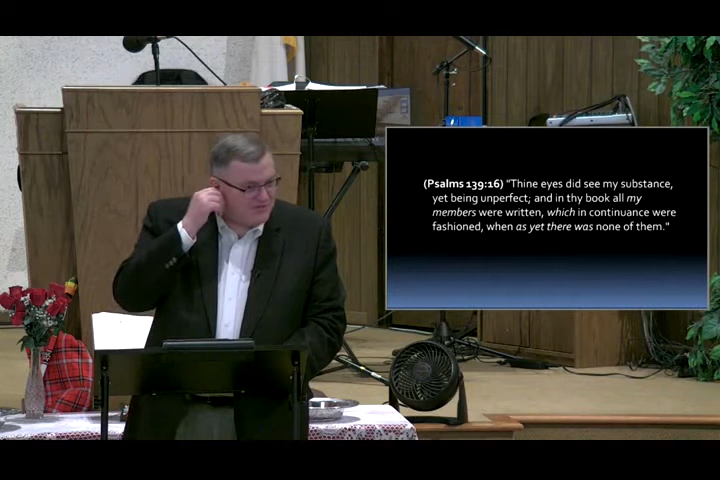 (Psalms 139:16) "Thine eyes did see my substance,
yet being unperfect; and in thy book all my
members were written, which in continuance were
fashioned, when as yet there was none of them."